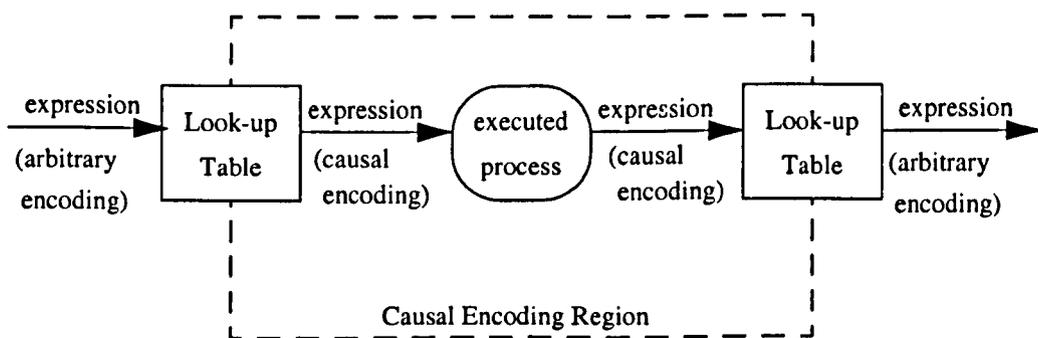 expression
(arbitrary
encoding)
Look-up
Table
expression
(causal
encoding)
executed
process
expression
(causal
encoding)
Look-up
Table
expression
(arbitrary
encoding)
Causal Encoding Region